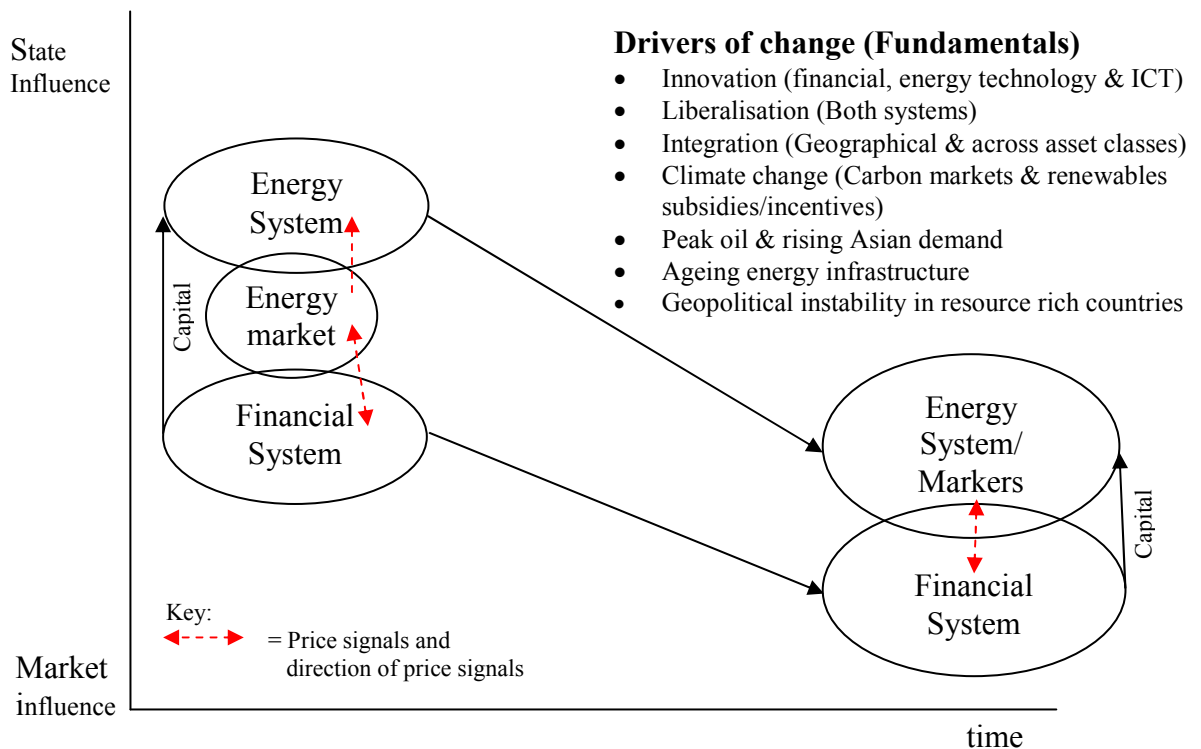 State
Influence
Drivers of change (Fundamentals)
• Innovation (financial, energy technology & ICT)
• Liberalisation (Both systems)
• Integration (Geographical & across asset classes)
• Climate change (Carbon markets & renewables
subsidies/incentives)
• Peak oil & rising Asian demand
• Ageing energy infrastructure
• Geopolitical instability in resource rich countries
Energy
System
Capital
Energy
market
Financial
System
Energy
System/
Markers
Capital
Financial
System
Key:
= Price signals and
direction of price signals
Market
influence
time